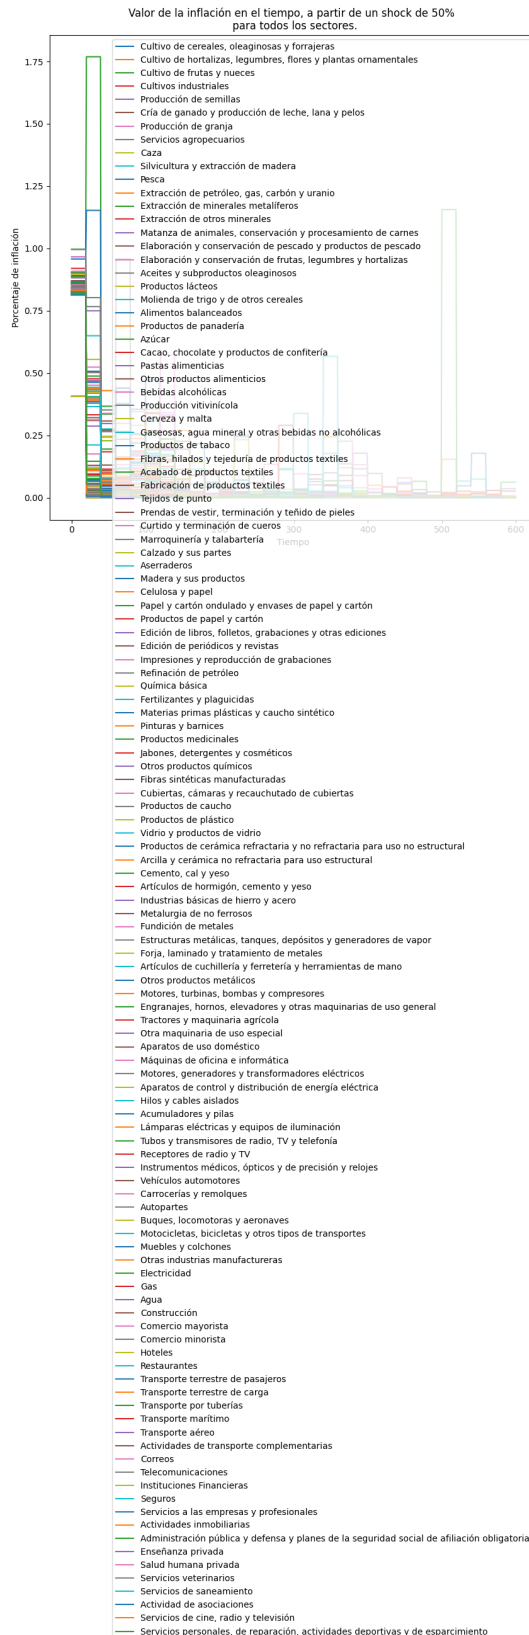 Valor de la inflación en el tiempo, a partir de un shock de 50%
para todos los sectores.
Porcentaje de inflación
1.75
1.50
1.25
1.00
0.75
0.50
0.25
0.00
0
400
500
600
Tiempo
Cultivo de cereales, oleaginosas y forrajeras
Cultivo de hortalizas, legumbres, flores y plantas ornamentales
Cultivo de frutas y nueces
Cultivos industriales
Producción de semillas
Cría de ganado y producción de leche, lana y pelos
Producción de granja
Servicios agropecuarios
Caza
Silvicultura y extracción de madera
Pesca
Extracción de petróleo, gas, carbón y uranio
Extracción de minerales metalíferos
Extracción de otros minerales
Matanza de animales, conservación y procesamiento de carnes
Elaboración y conservación de pescado y productos de pescado
Elaboración y conservación de frutas, legumbres y hortalizas
Aceites y subproductos oleaginosos
Productos lácteos
Molienda de trigo y de otros cereales
Alimentos balanceados
Productos de panadería
Azúcar
Cacao, chocolate y productos de confitería
Pastas alimenticias
Otros productos alimenticios
Bebidas alcohólicas
Producción vitivinícola
Cerveza y malta
Gaseosas, agua mineral y otras bebidas no alcohólicas
Productos de tabaco
Fibras, hilados y tejeduría de productos textiles
Acabado de productos textiles
Fabricación de productos textiles
Tejidos de punto
Prendas de vestir, terminación y teñido de pieles
Curtido y terminación de cueros
Marroquinería y talabartería
Calzado y sus partes
Aserraderos
Madera y sus productos
Celulosa y papel
Papel y cartón ondulado y envases de papel y cartón
Productos de papel y cartón
Edición de libros, folletos, grabaciones y otras ediciones
Edición de periódicos y revistas
Impresiones y reproducción de grabaciones
Refinación de petróleo
Química básica
Fertilizantes y plaguicidas
Materias primas plásticas y caucho sintético
Pinturas y barnices
Productos medicinales
Jabones, detergentes y cosméticos
Otros productos químicos
Fibras sintéticas manufacturadas
Cubiertas, cámaras y recauchutado de cubiertas
Productos de caucho
Productos de plástico
Vidrio y productos de vidrio
Productos de cerámica refractaria y no refractaria para uso no estructural
Arcilla y cerámica no refractaria para uso estructural
Cemento, cal y yeso
Artículos de hormigón, cemento y yeso
Industrias básicas de hierro y acero
Metalurgia de no ferrosos
Fundición de metales
Estructuras metálicas, tanques, depósitos y generadores de vapor
Forja, laminado y tratamiento de metales
Artículos de cuchillería y ferretería y herramientas de mano
Otros productos metálicos
Motores, turbinas, bombas y compresores
Engranajes, hornos, elevadores y otras maquinarias de uso general
Tractores y maquinaria agrícola
Otra maquinaria de uso especial
Aparatos de uso doméstico
Máquinas de oficina e informática
Motores, generadores y transformadores eléctricos
Aparatos de control y distribución de energía eléctrica
Hilos y cables aislados
Acumuladores y pilas
Lámparas eléctricas y equipos de iluminación
Tubos y transmisores de radio, TV y telefonía
Receptores de radio y TV
Instrumentos médicos, ópticos y de precisión y relojes
Vehículos automotores
Carrocerías y remolques
Autopartes
Buques, locomotoras y aeronaves
Motocicletas, bicicletas y otros tipos de transportes
Muebles y colchones
Otras industrias manufactureras
Electricidad
Gas
Agua
Construcción
Comercio mayorista
Comercio minorista
Hoteles
Restaurantes
Transporte terrestre de pasajeros
Transporte terrestre de carga
Transporte por tuberías
Transporte marítimo
Transporte aéreo
Actividades de transporte complementarias
Correos
Telecomunicaciones
Instituciones Financieras
Seguros
Servicios a las empresas y profesionales
Actividades inmobiliarias
Administración pública y defensa y planes de la seguridad social de afiliación obligatoria
Enseñanza privada
Salud humana privada
Servicios veterinarios
Servicios de saneamiento
Actividad de asociaciones
Servicios de cine, radio y televisión
Servicios personales, de reparación, actividades deportivas y de esparcimiento